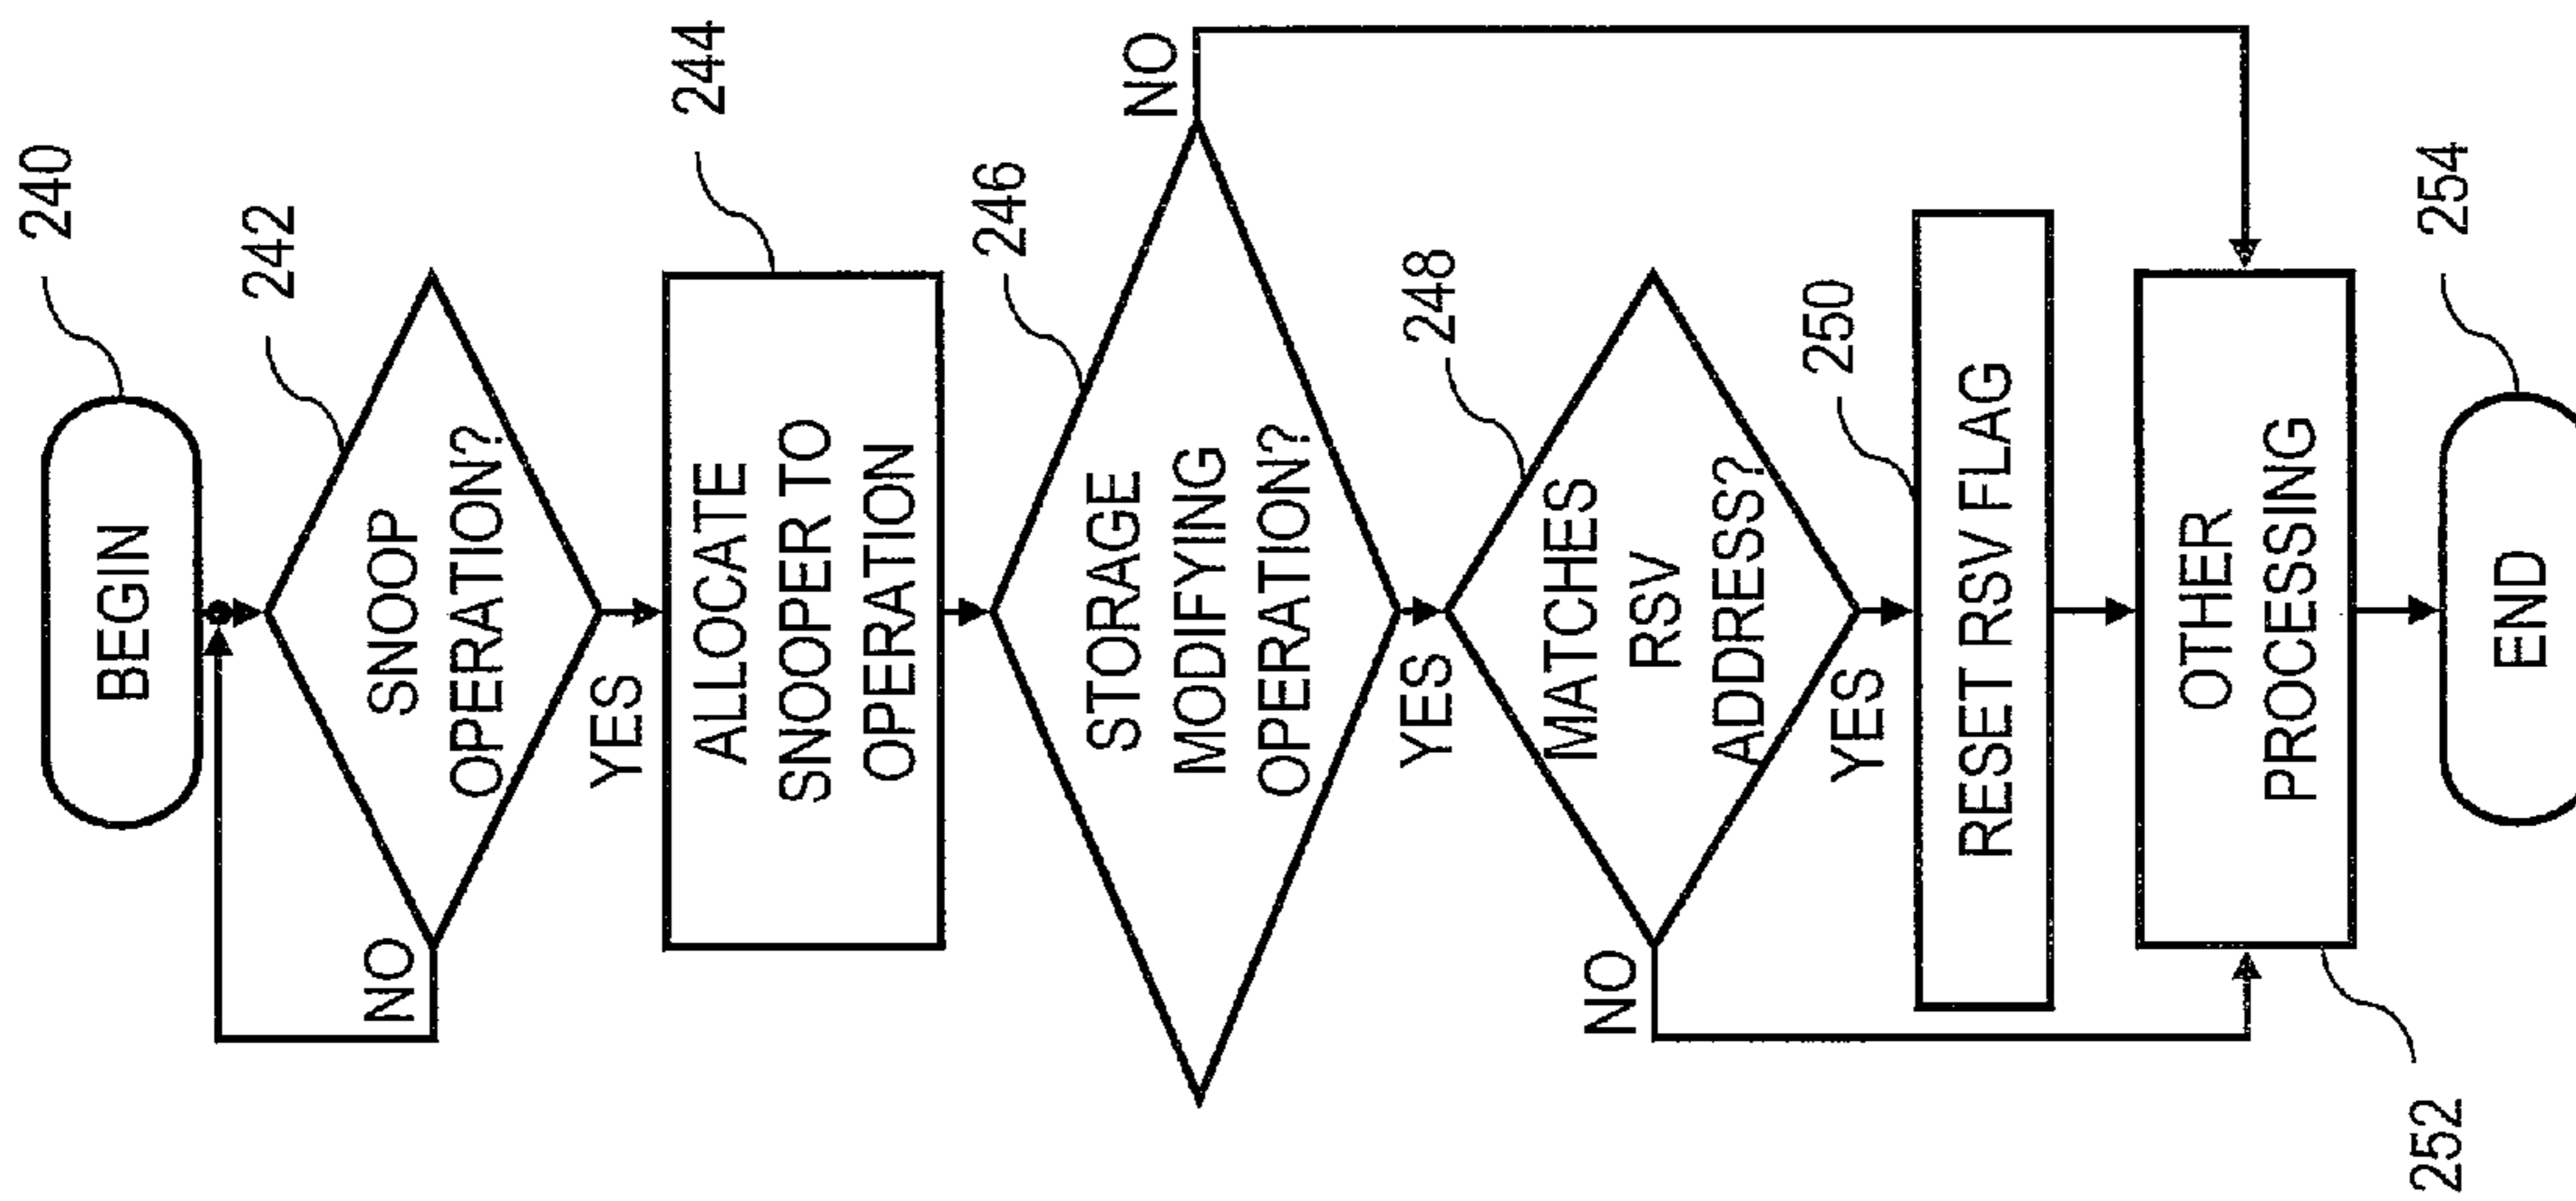 240
BEGIN
242
SNOOP
OPERATION?
NO
YES
244
ALLOCATE
SNOOPER TO
OPERATION
246
STORAGE
MODIFYING
OPERATION?
NO
YES
248
MATCHES
RSV
ADDRESS?
NO
YES
250
RESET RSV FLAG
OTHER
PROCESSING
252
254
END